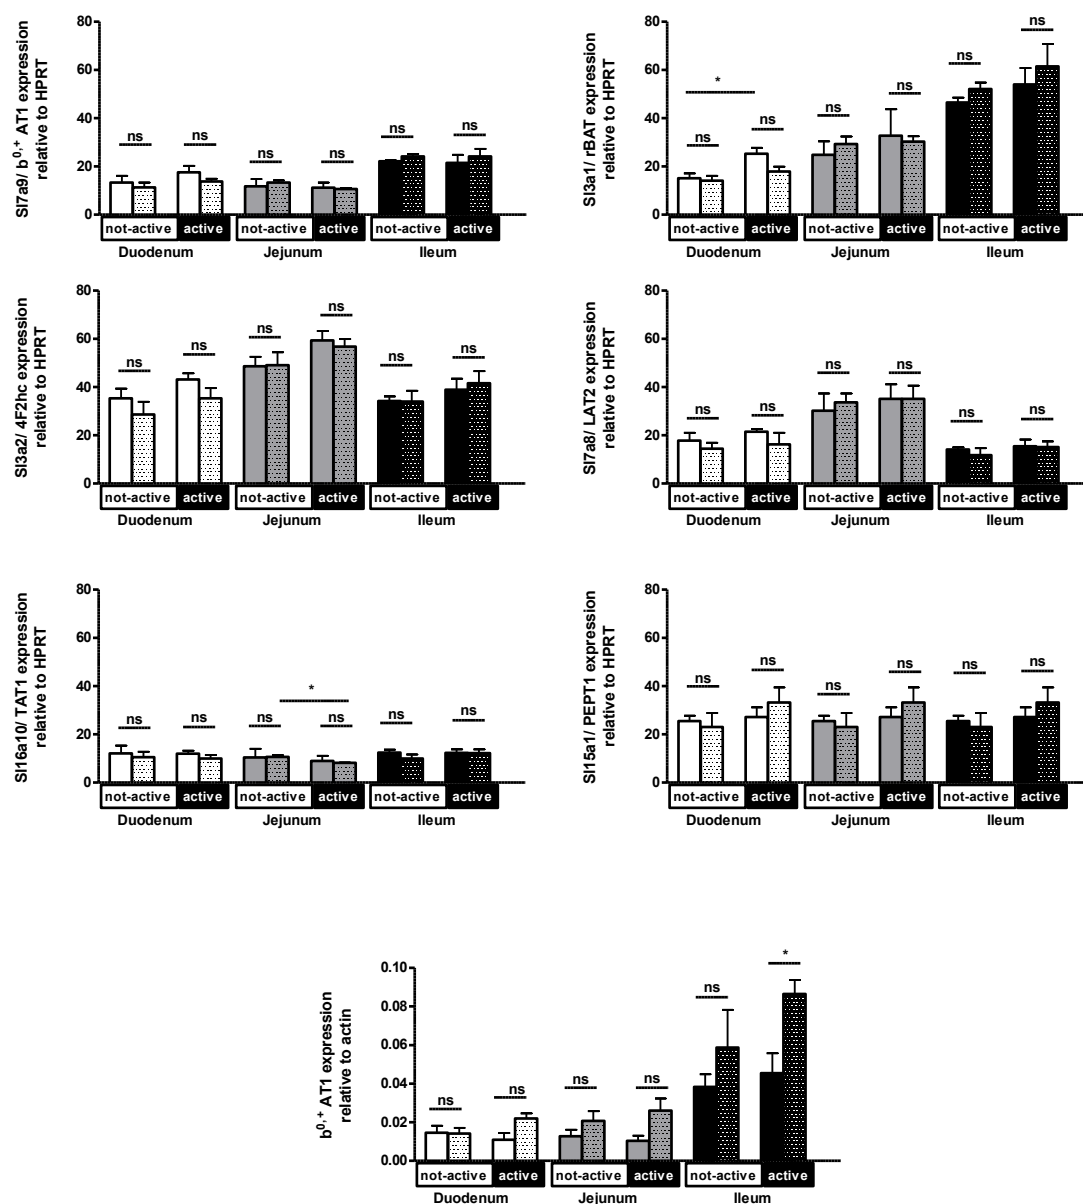 Sl7a9/ b0,+ AT1 expression
relative to HPRT
80
60
40
20
0
ns
ns
ns
ns
ns
ns
not-active active not-active active not-active active
Duodenum Jejunum Ileum
Sl3a1/ rBAT expression
relative to HPRT
80
60
40
20
0
*
ns
ns
ns
ns
ns
ns
not-active active not-active active not-active active
Duodenum Jejunum Ileum
Sl3a2/ 4F2hc expression
relative to HPRT
80
60
40
20
0
ns
ns
ns
ns
ns
ns
not-active active not-active active not-active active
Duodenum Jejunum Ileum
Sl7a8/ LAT2 expression
relative to HPRT
80
60
40
20
0
ns
ns
ns
ns
ns
ns
not-active active not-active active not-active active
Duodenum Jejunum Ileum
Sl16a10/ TAT1 expression
relative to HPRT
80
60
40
20
0
*
ns
ns
ns
ns
ns
ns
not-active active not-active active not-active active
Duodenum Jejunum Ileum
Sl15a1/ PEPT1 expression
relative to HPRT
80
60
40
20
0
ns
ns
ns
ns
ns
ns
not-active active not-active active not-active active
Duodenum Jejunum Ileum
b0,+ AT1 expression
relative to actin
0.10
0.08
0.06
0.04
0.02
0.00
ns
ns
ns
ns
ns
*
not-active active not-active active not-active active
Duodenum Jejunum Ileum